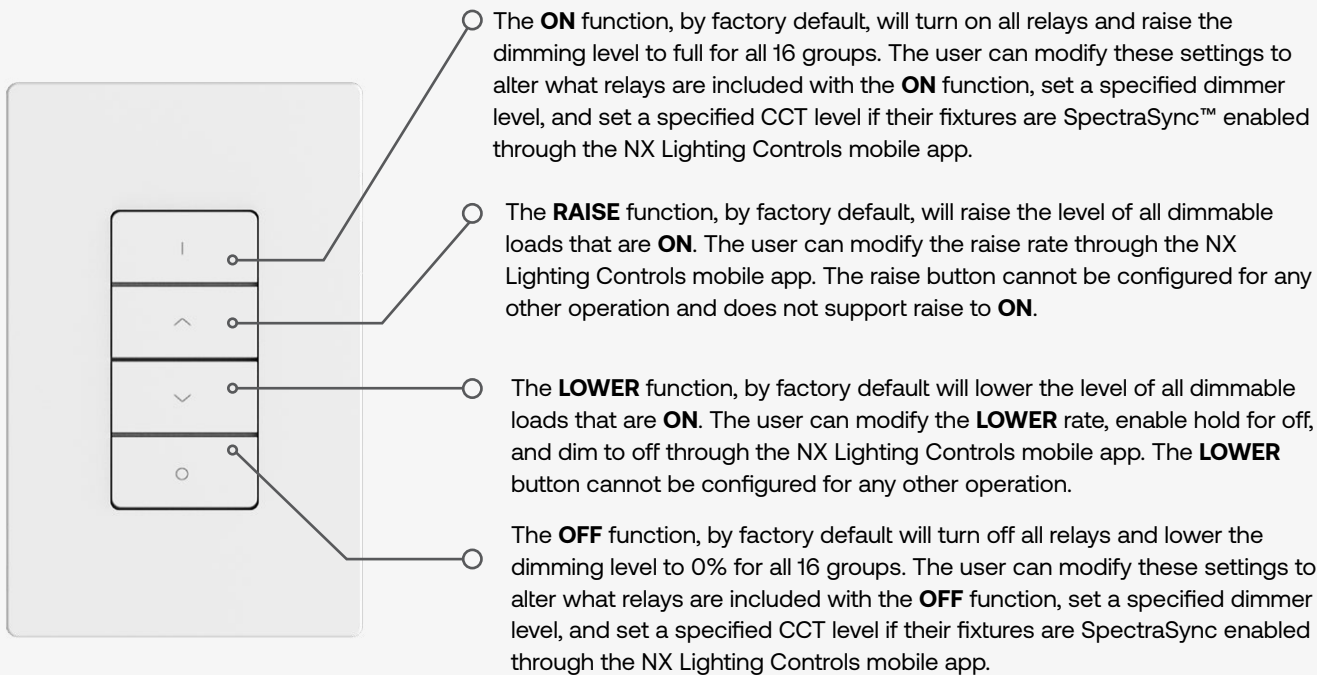 The ON function, by factory default, will turn on all relays and raise the
dimming level to full for all 16 groups. The user can modify these settings to
alter what relays are included with the ON function, set a specified dimmer
level, and set a specified CCT level if their fixtures are SpectraSync™ enabled
through the NX Lighting Controls mobile app.
The RAISE function, by factory default, will raise the level of all dimmable
loads that are ON. The user can modify the raise rate through the NX
Lighting Controls mobile app. The raise button cannot be configured for any
other operation and does not support raise to ON.
The LOWER function, by factory default will lower the level of all dimmable
loads that are ON. The user can modify the LOWER rate, enable hold for off,
and dim to off through the NX Lighting Controls mobile app. The LOWER
button cannot be configured for any other operation.
The OFF function, by factory default will turn off all relays and lower the
dimming level to 0% for all 16 groups. The user can modify these settings to
alter what relays are included with the OFF function, set a specified dimmer
level, and set a specified CCT level if their fixtures are SpectraSync enabled
through the NX Lighting Controls mobile app.